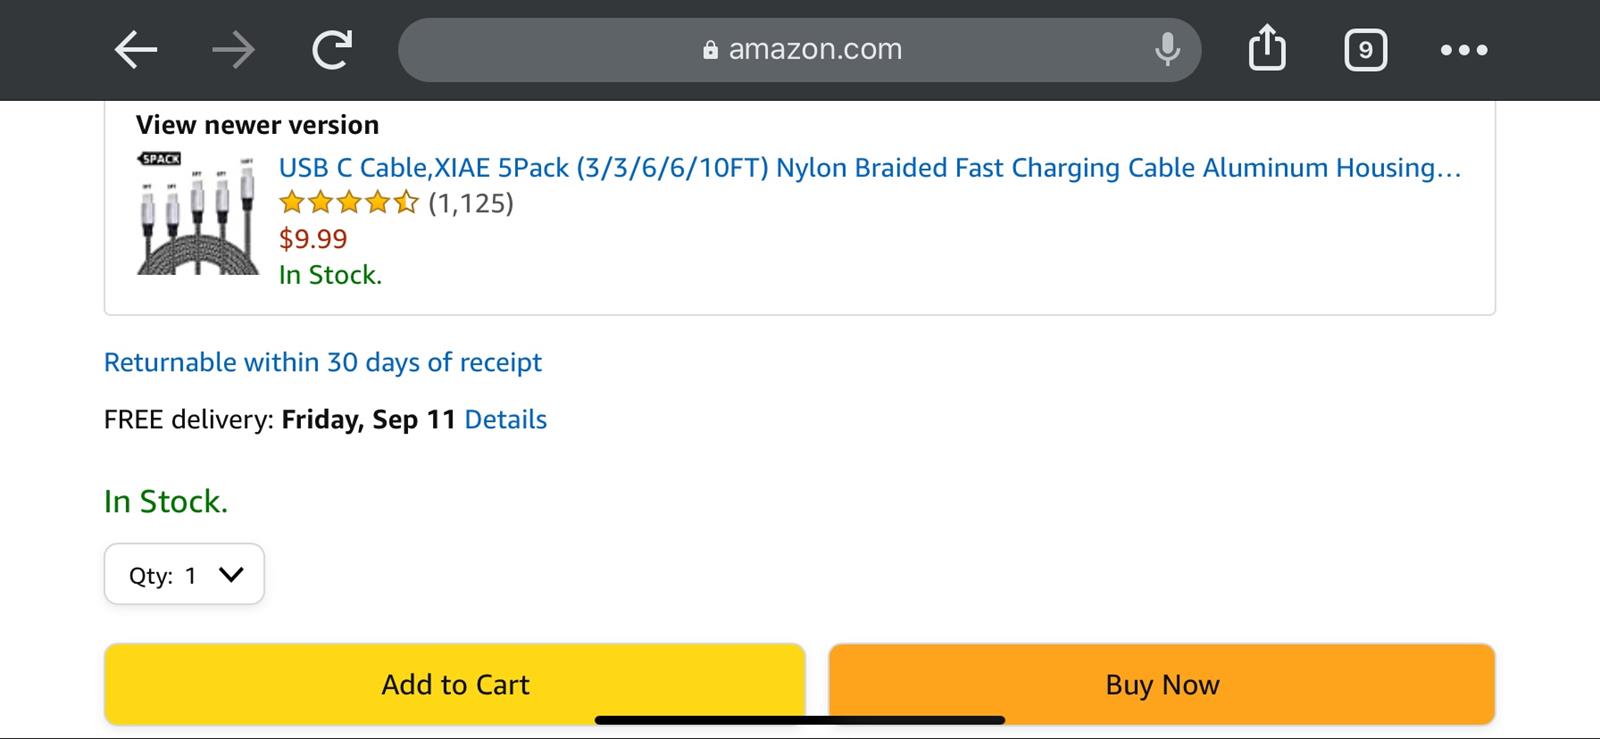 amazon.com
9
View newer version
5PACK
USB C Cable,XIAE 5Pack (3/3/6/6/10FT) Nylon Braided Fast Charging Cable Aluminum Housing…
(1,125)
$9.99
In Stock.
Returnable within 30 days of receipt
FREE delivery: Friday, Sep 11 Details
In Stock.
Qty: 1
Add to Cart
Buy Now